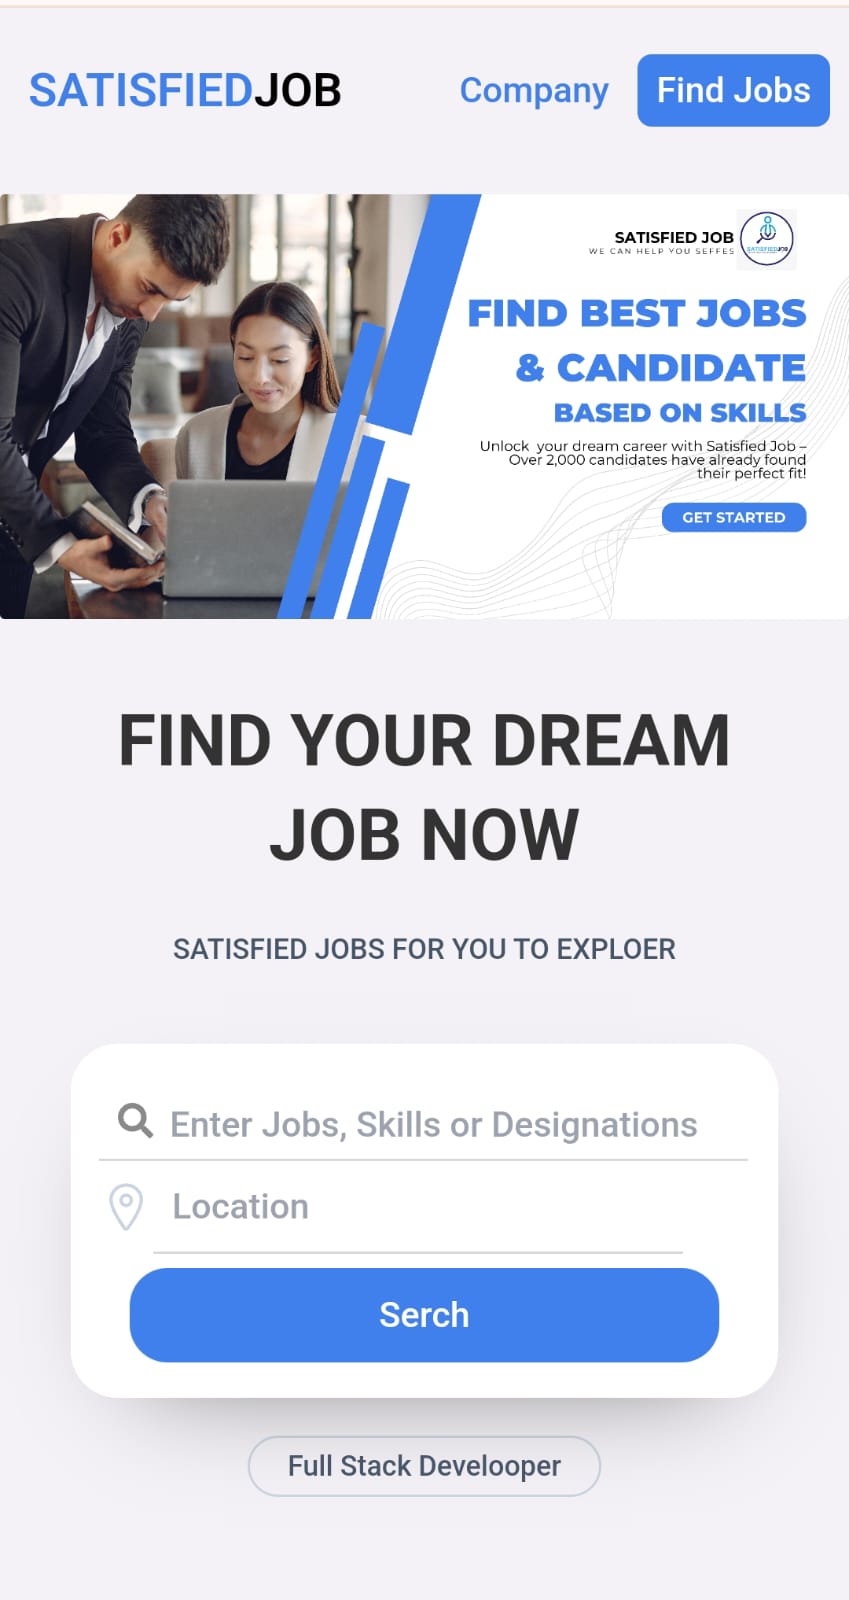 SATISFIEDJOB
Company
Find Jobs
SATISFIED JOB
WE CAN HELP YOU SEFFES
SATISFIEDJOB
FIND BEST JOBS
& CANDIDATE
BASED ON SKILLS
Unlock your dream career with Satisfied Job –
Over 2,000 candidates have already found
their perfect fit!
GET STARTED
FIND YOUR DREAM
JOB NOW
SATISFIED JOBS FOR YOU TO EXPLOER
Enter Jobs, Skills or Designations
Location
Serch
Full Stack Develooper